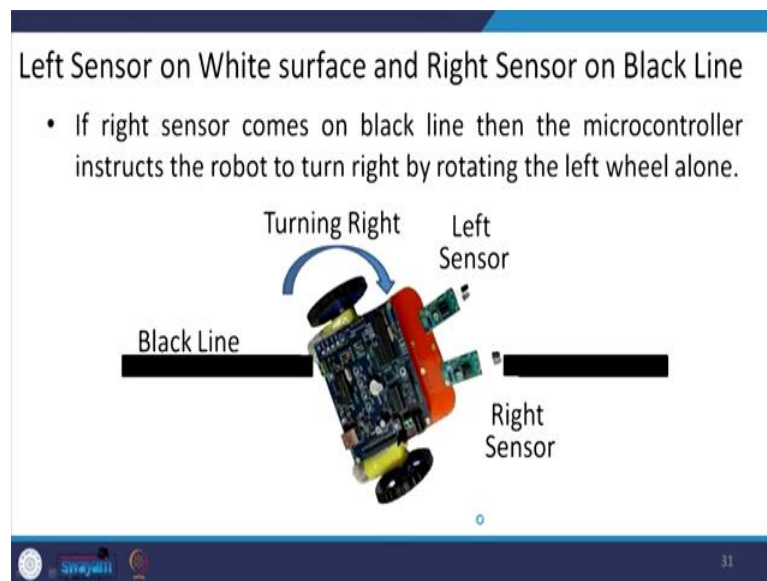 Left Sensor on White surface and Right Sensor on Black Line
• If right sensor comes on black line then the microcontroller
instructs the robot to turn right by rotating the left wheel alone.
Turning Right
Left
Sensor
Black Line
Right
Sensor
swayam
31